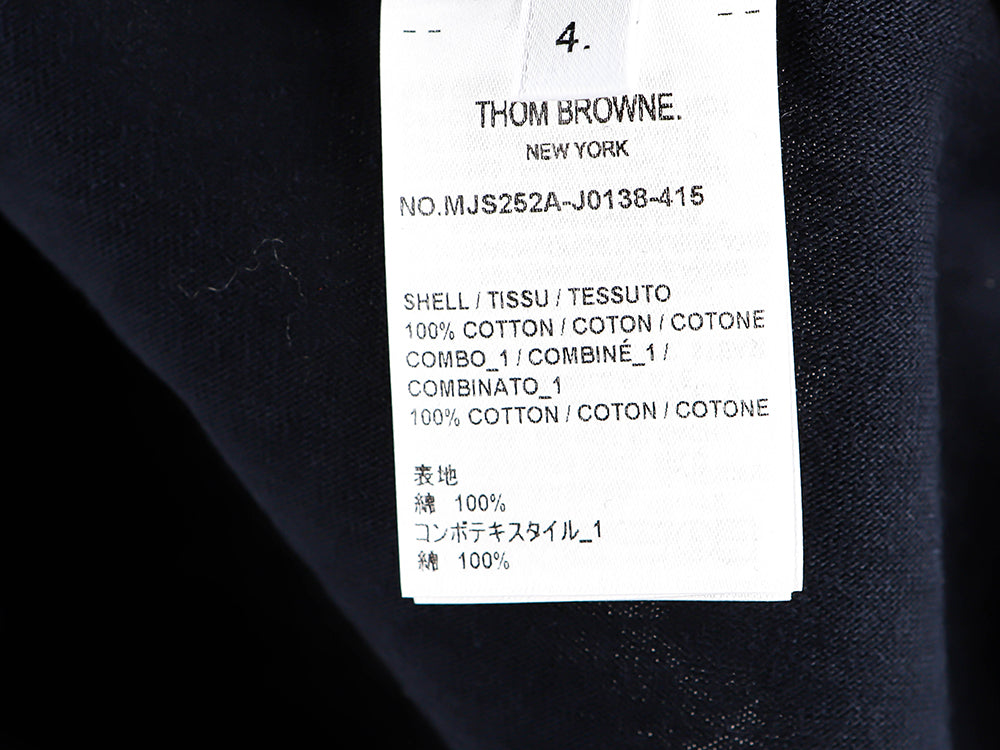 4.
THOM BROWNE.
NEW YORK
NO.MJS252A-J0138-415
SHELL / TISSU / TESSUTO
100% COTTON / COTON / COTONE
COMBO_1 / COMBINÉ_1 /
COMBINATO_1
100% COTTON / COTON / COTONE
表地
綿 100%
コンボテキスタイル_1
綿 100%